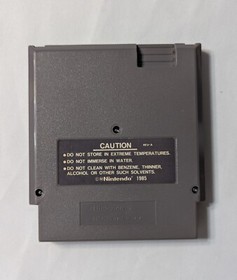 CAUTION
REV-A
•DO NOT STORE IN EXTREME TEMPERATURES.
•DO NOT IMMERSE IN WATER.
•DO NOT CLEAN WITH BENZENE, THINNER,
ALCOHOL OR OTHER SUCH SOLVENTS.
©®Nintendo 1985